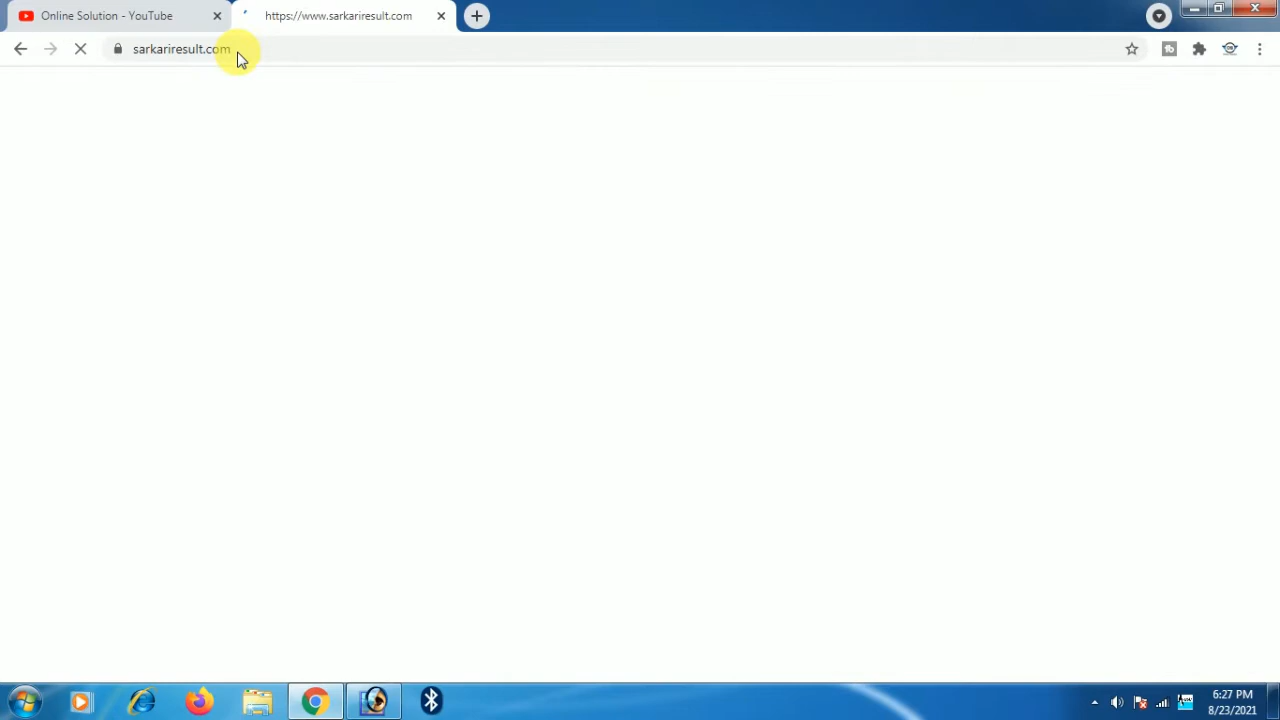 Online Solution - YouTube
https://www.sarkariresult.com
sarkariresult.com
6:27 PM
8/23/2021